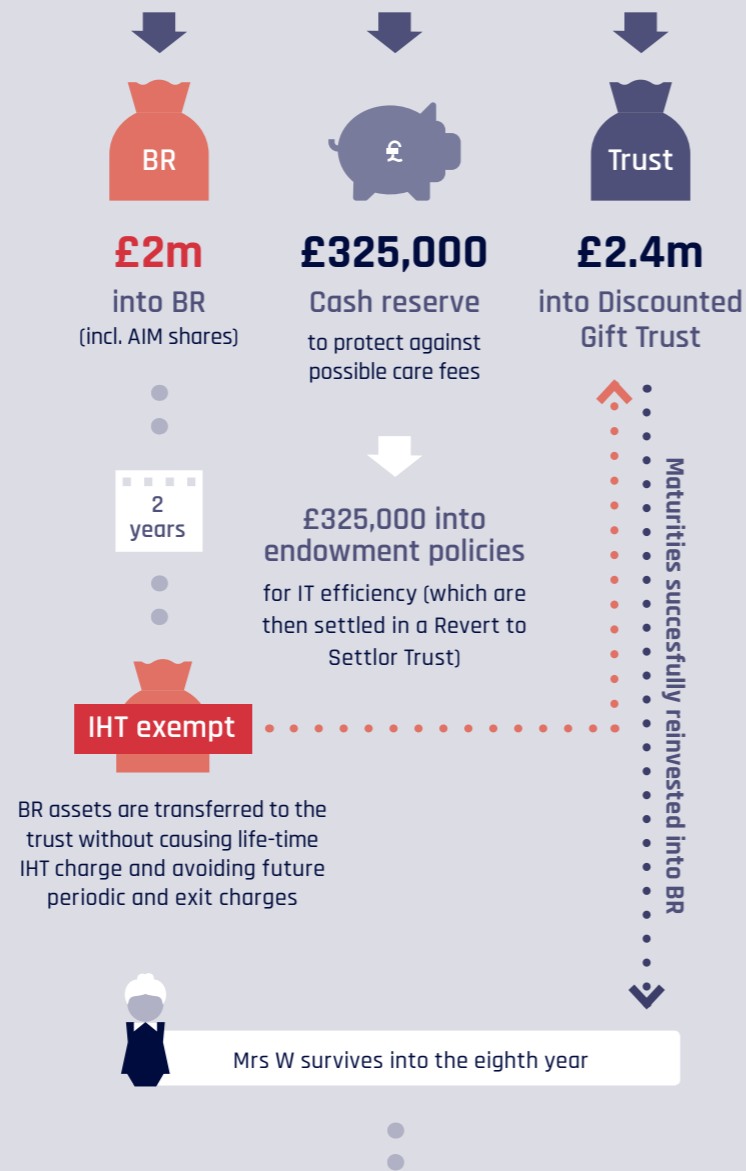 BR
£
Trust
£2m
into BR
(incl. AIM shares)
£325,000
Cash reserve
to protect against
possible care fees
£2.4m
into Discounted
Gift Trust
2
years
£325,000 into
endowment policies
for IT efficiency (which are
then settled in a Revert to
Settlor Trust)
Maturities succesfully reinvested into BR
IHT exempt
BR assets are transferred to the
trust without causing life-time
IHT charge and avoiding future
periodic and exit charges
Mrs W survives into the eighth year